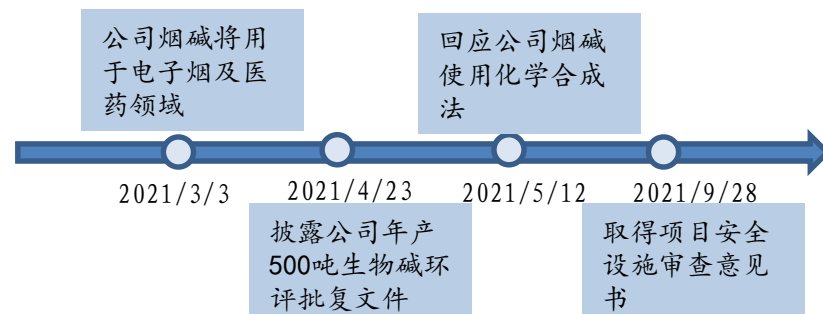 公司烟碱将用
于电子烟及医
药领域
回应公司烟碱
使用化学合成
法
2021/3/3
2021/4/23
2021/5/12
2021/9/28
披露公司年产
500吨生物碱环
评批复文件
取得项目安全
设施审查意见
书